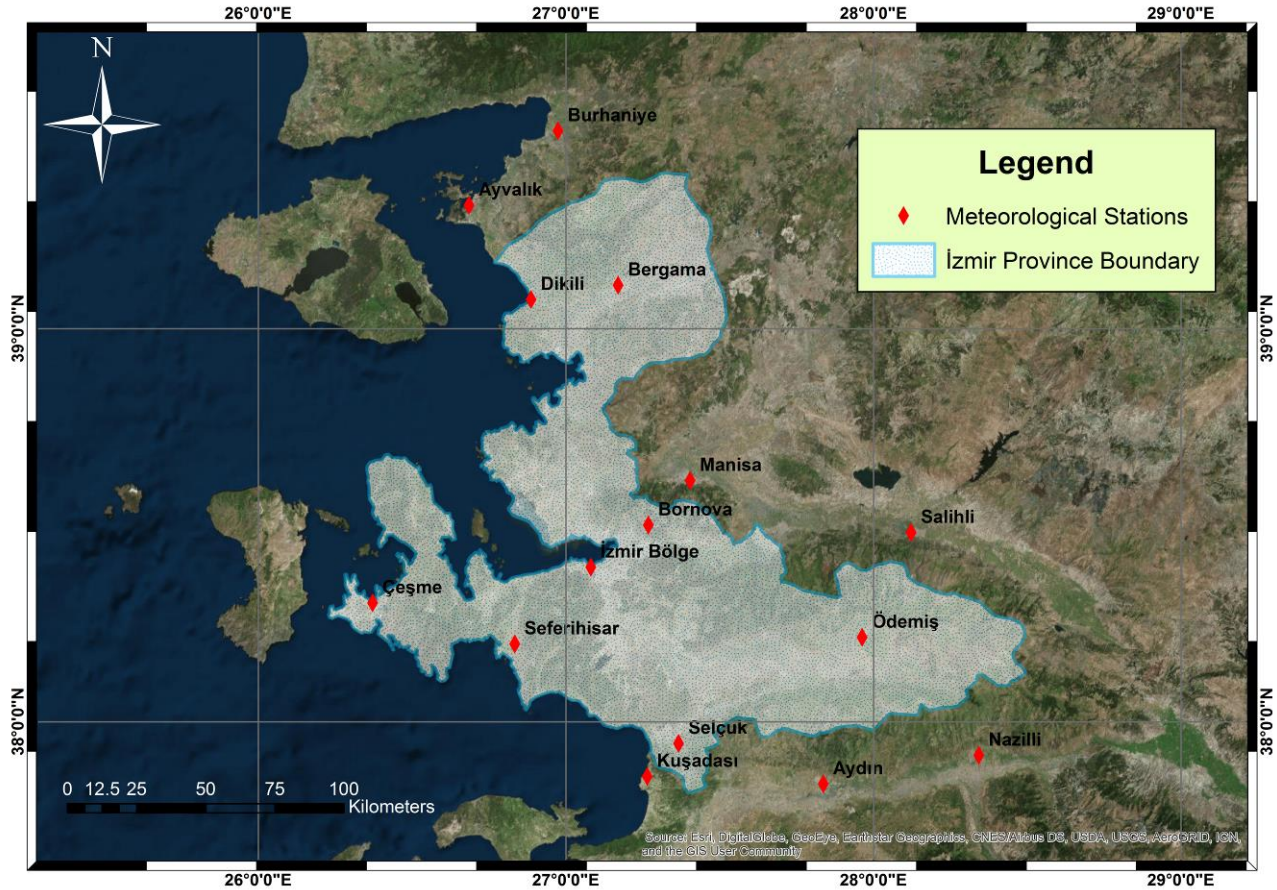 26°0'0"E 27°0'0"E 28°0'0"E 29°0'0"E
N
Burhaniye
Legend
Ayvalık
Meteorological Stations
İzmir Province Boundary
Bergama
Dikili
39°0'0"N 39°0'0"N
Manisa
Bornova
Salihli
İzmir Bölge
Çeşme
Seferihisar
Ödemiş
38°0'0"N 38°0'0"N
Selçuk
Kuşadası
Nazilli
Aydın
0 12.5 25 50 75 100
Kilometers
Source: Esri, DigitalGlobe, GeoEye, Earthstar Geographics, CNES/Airbus DS, USDA, USGS, AeroGRID, IGN,
and the GIS User Community
26°0'0"E 27°0'0"E 28°0'0"E 29°0'0"E